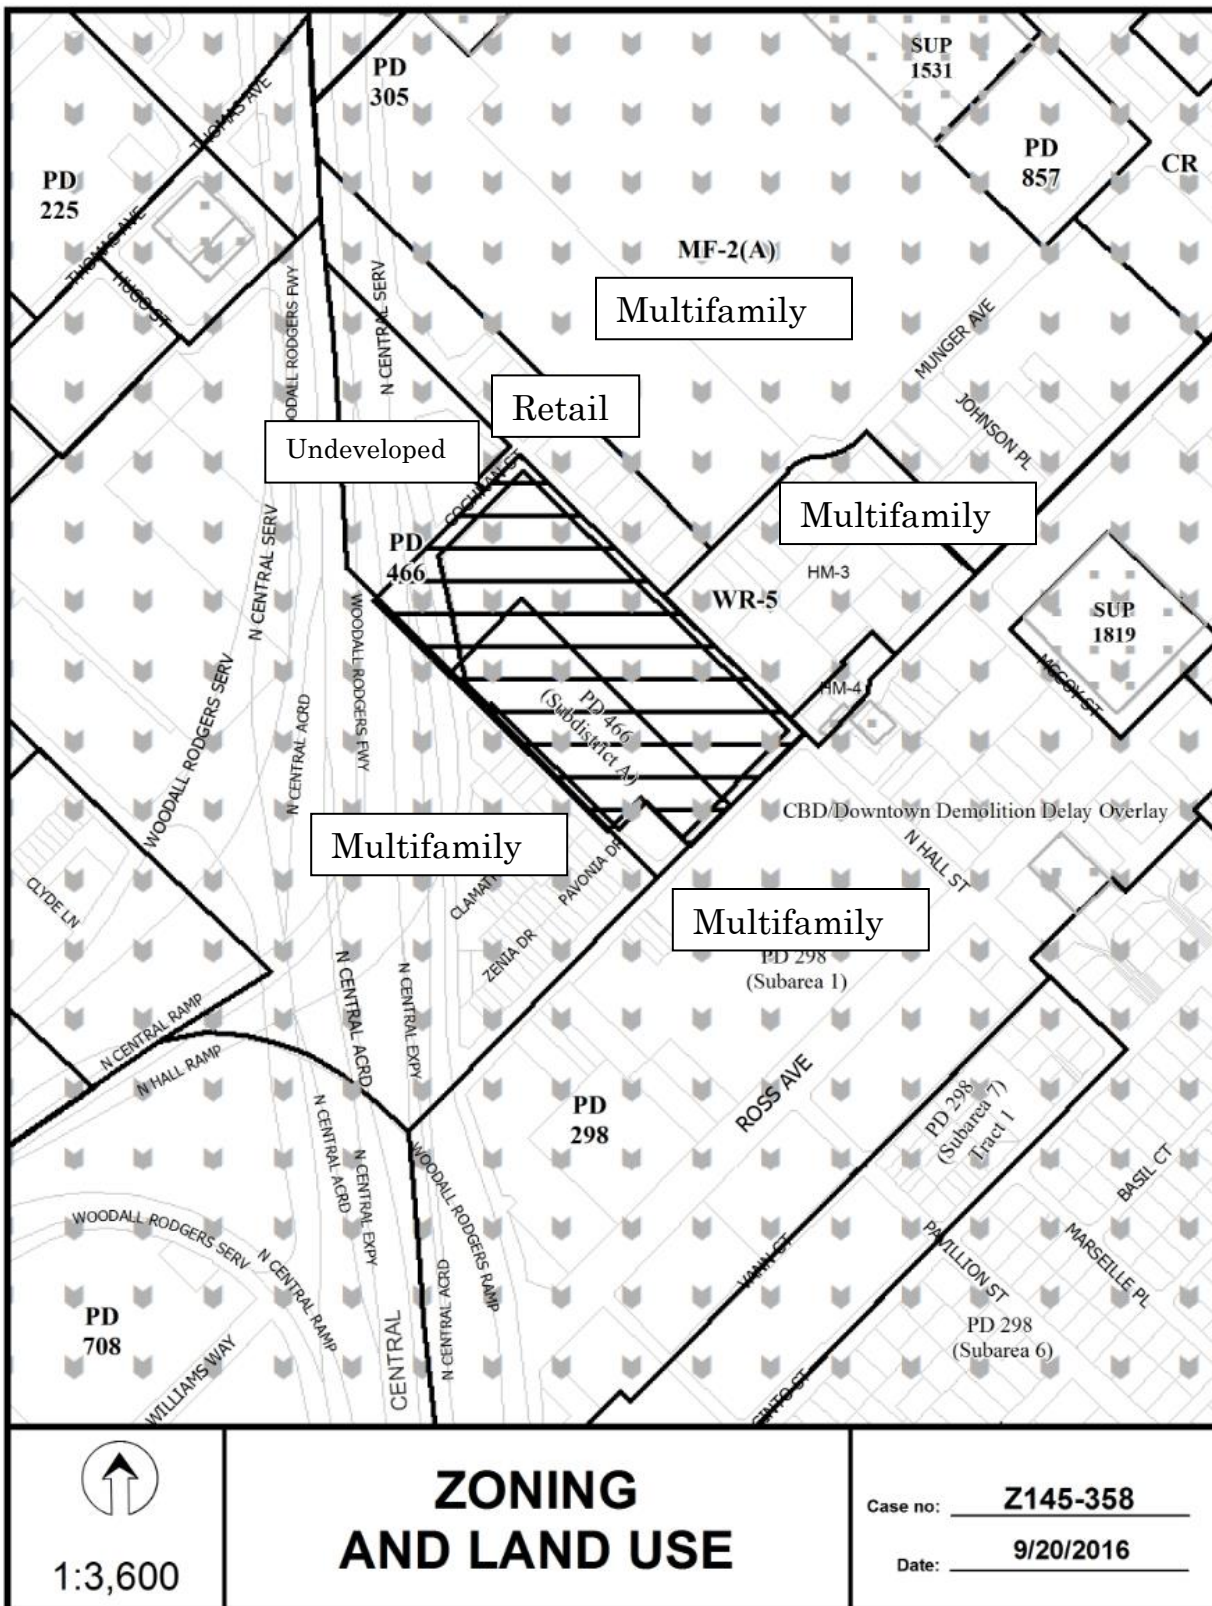 SUP
1531
PD
305
THOMAS AVE
PD
857
CR
PD
225
THOMAS AVE
HUGO ST
MF-2(A)
Multifamily
N CENTRAL SERV
MUNGER AVE
Retail
JOHNSON PL
Undeveloped
COCHRAN ST
Multifamily
N CENTRAL SERV
PD
466
HM-3
WR-5
SUP
1819
WOODALL RODGERS FWY
WOODALL RODGERS SERV
MCCOY ST
HM-4
N CENTRAL ACRD
PD 466
(Subdistrict A)
CBD/Downtown Demolition Delay Overlay
Multifamily
N HALL ST
CLYDE LN
PAVONIA DR
Multifamily
ZENIA DR
PD 298
(Subarea 1)
N CENTRAL RAMP
N CENTRAL ACRD
N CENTRAL EXPY
N HALL RAMP
PD
298
ROSS AVE
PD 298
(Subarea 7)
Tract 1
N CENTRAL ACRD
N CENTRAL EXPY
WOODALL RODGERS RAMP
BASIL CT
WOODALL RODGERS SERV
N CENTRAL RAMP
VANN CT
PAVILLION ST
MARSEILLE PL
PD
708
N CENTRAL ACRD
PD 298
(Subarea 6)
WILLIAMS WAY
CENTRAL
1:3,600
ZONING
AND LAND USE
Case no: Z145-358
Date: 9/20/2016